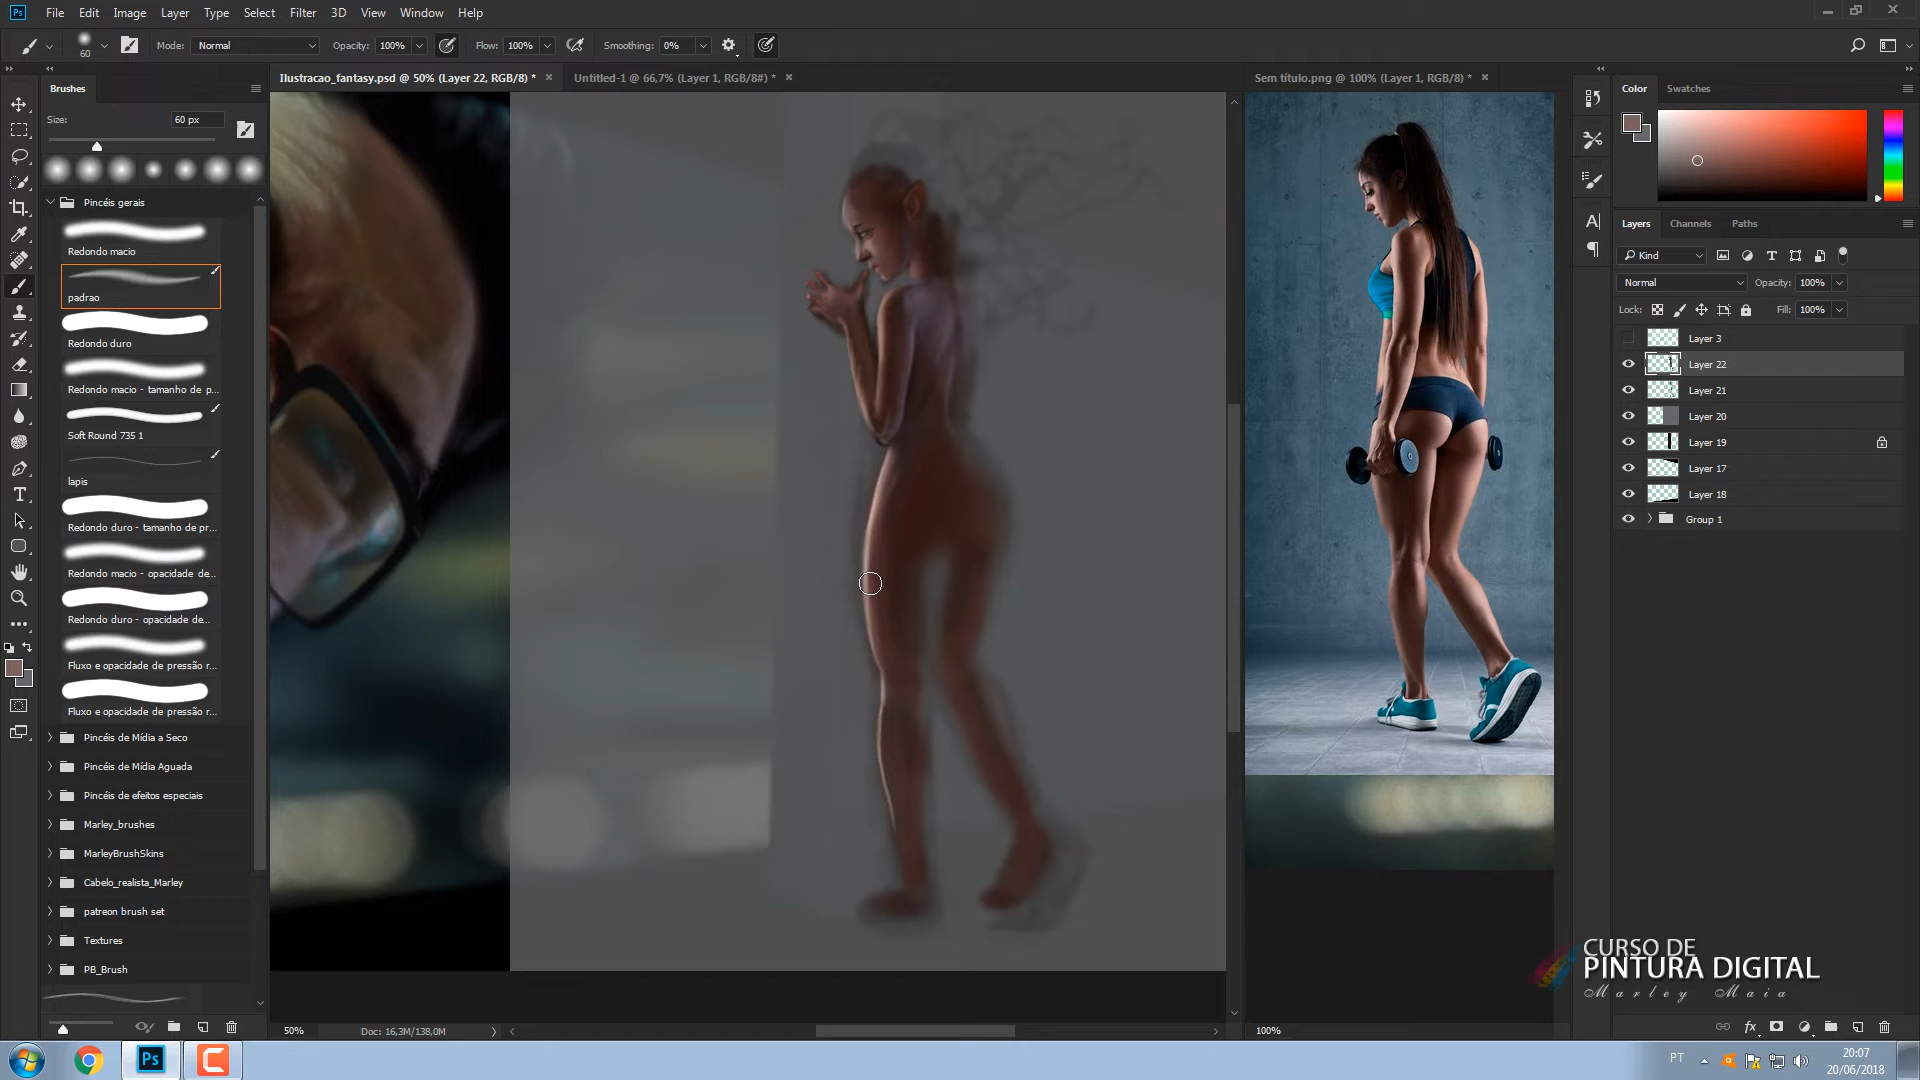 Ps File Edit Image Layer Type Select Filter 3D View Window Help
60 Mode: Normal Opacity: 100% Flow: 100% Smoothing: 0%
Brushes
Ilustracao_fantasy.psd @ 50% (Layer 22, RGB/8) *
Untitled-1 @ 66,7% (Layer 1, RGB/8#) *
Sem título.png @ 100% (Layer 1, RGB/8) *
Size: 60 px
Pincéis gerais
Redondo macio
padrao
Redondo duro
Redondo macio - tamanho de p...
Soft Round 735 1
lapis
Redondo duro - tamanho de pr...
Redondo macio - opacidade de...
Redondo duro - opacidade de...
Fluxo e opacidade de pressão r...
Fluxo e opacidade de pressão r...
Pincéis de Mídia a Seco
Pincéis de Mídia Aguada
Pincéis de efeitos especiais
Marley_brushes
MarleyBrushSkins
Cabelo_realista_Marley
patreon brush set
Textures
PB_Brush
50% Doc: 16,3M/138,0M
100%
Color Swatches
Layers Channels Paths
Kind
Normal Opacity: 100%
Lock: Fill: 100%
Layer 3
Layer 22
Layer 21
Layer 20
Layer 19
Layer 17
Layer 18
Group 1
CURSO DE
PINTURA DIGITAL
Marley Maia
Ps
PT
20:07
20/06/2018